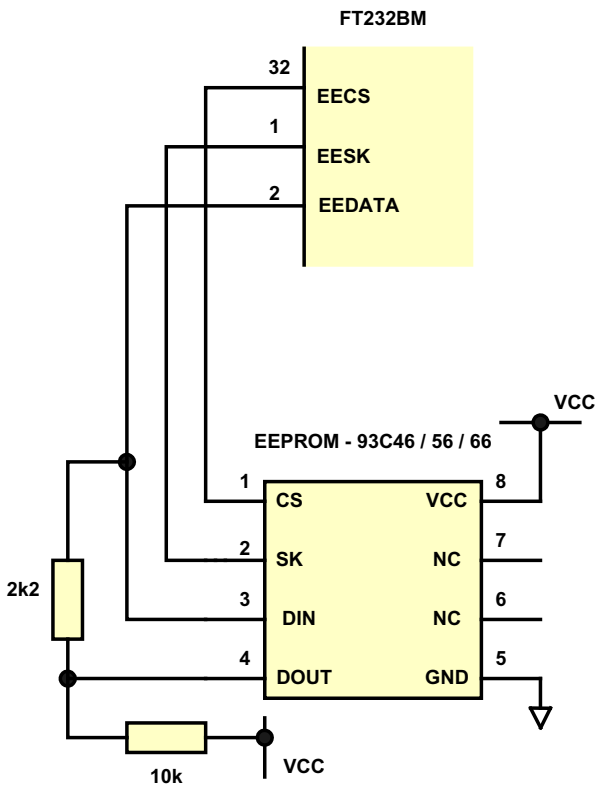 FT232BM
32
EECS
1
EESK
2
EEDATA
VCC
EEPROM - 93C46 / 56 / 66
1
CS
VCC
8
2
SK
NC
7
3
DIN
NC
6
4
DOUT
GND
5
2k2
10k
VCC